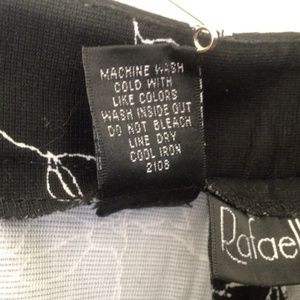 MACHINE WASH
COLD WITH
LIKE COLORS
WASH INSIDE OUT
DO NOT BLEACH
LINE DRY
COOL IRON
2108
Rafael